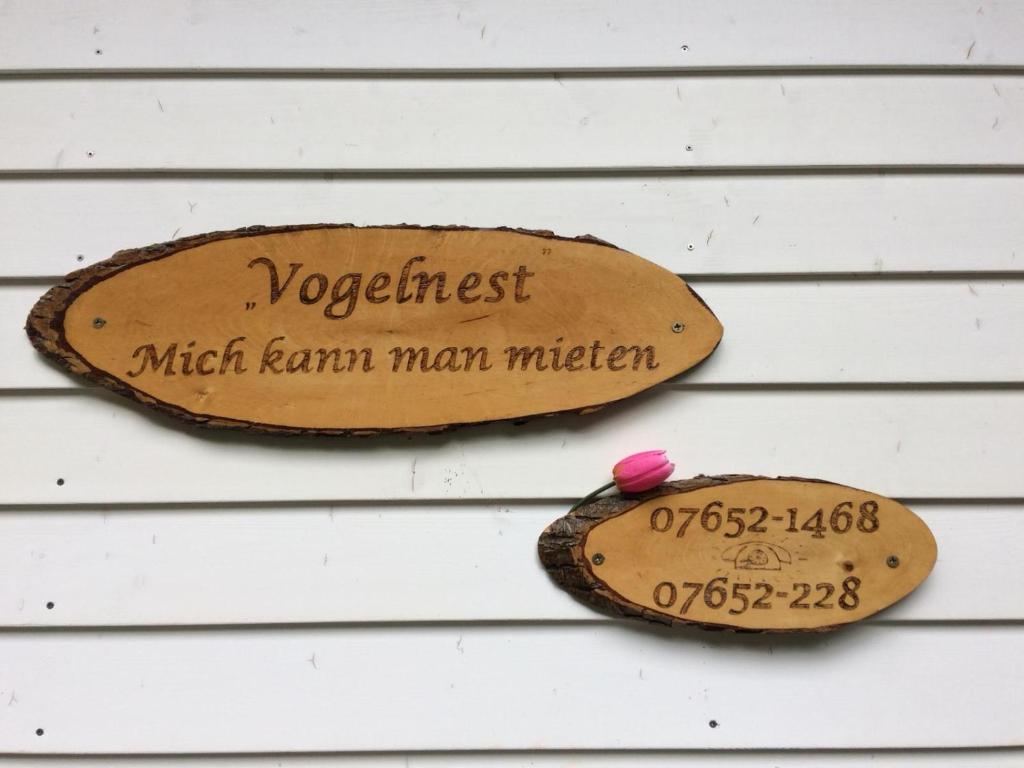 „Vogelnest”
Mich kann man mieten
07652-1468
07652-228